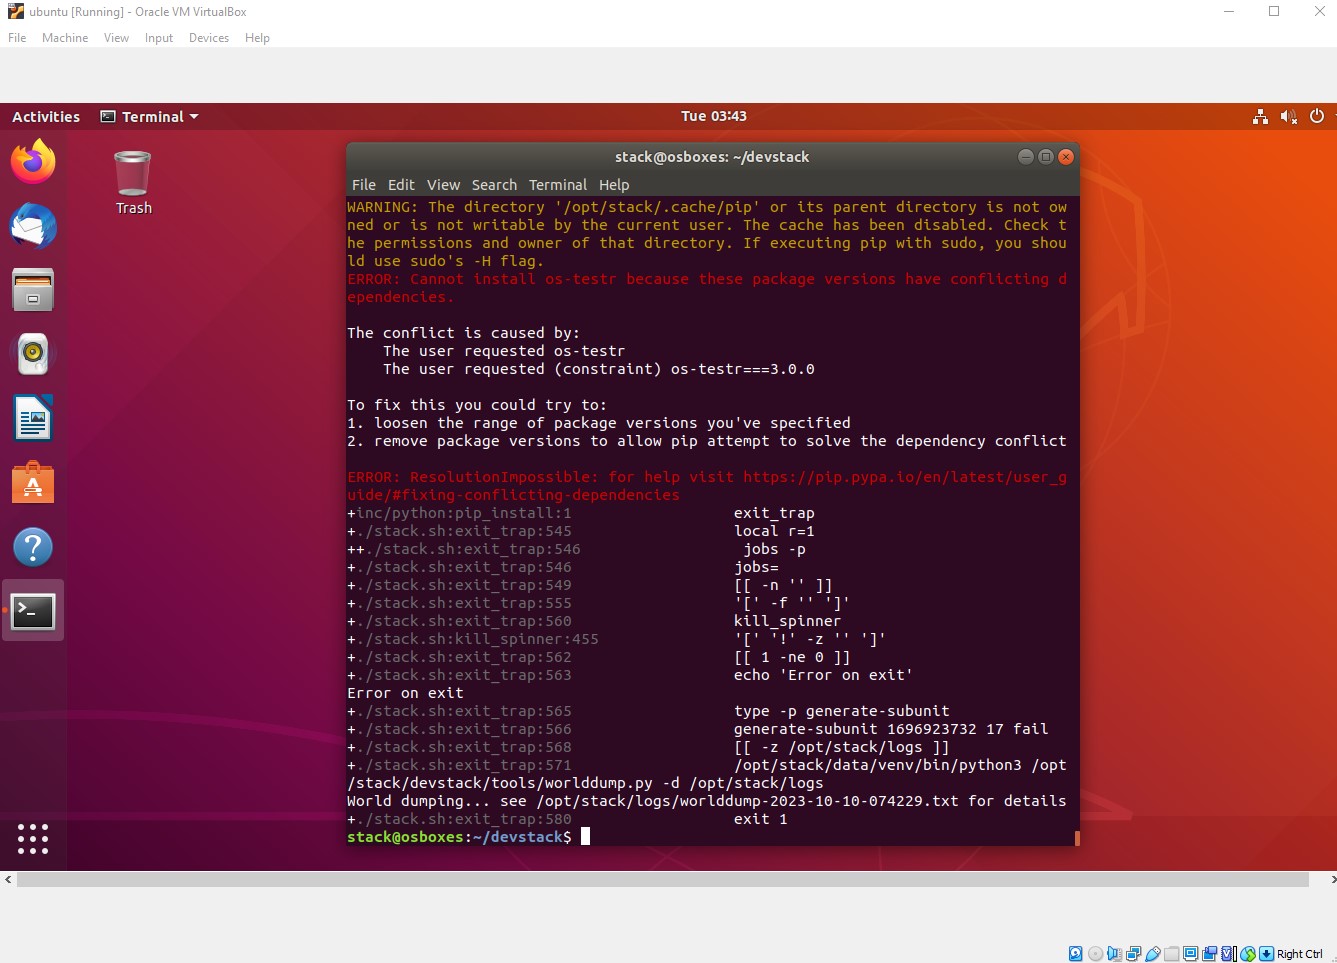 ubuntu [Running] - Oracle VM VirtualBox
File Machine View Input Devices Help
Activities Terminal Tue 03:43
Trash
stack@osboxes: ~/devstack
File Edit View Search Terminal Help
WARNING: The directory '/opt/stack/.cache/pip' or its parent directory is not ow
ned or is not writable by the current user. The cache has been disabled. Check t
he permissions and owner of that directory. If executing pip with sudo, you shou
ld use sudo's -H flag.
ERROR: Cannot install os-testr because these package versions have conflicting d
ependencies.
The conflict is caused by:
The user requested os-testr
The user requested (constraint) os-testr===3.0.0
To fix this you could try to:
1. loosen the range of package versions you've specified
2. remove package versions to allow pip attempt to solve the dependency conflict
ERROR: ResolutionImpossible: for help visit https://pip.pypa.io/en/latest/user_g
uide/#fixing-conflicting-dependencies
+inc/python:pip_install:1 exit_trap
+./stack.sh:exit_trap:545 local r=1
++./stack.sh:exit_trap:546 jobs -p
+./stack.sh:exit_trap:546 jobs=
+./stack.sh:exit_trap:549 [[ -n '' ]]
+./stack.sh:exit_trap:555 '[' -f '' ']'
+./stack.sh:exit_trap:560 kill_spinner
+./stack.sh:kill_spinner:455 '[' '!' -z '' ']'
+./stack.sh:exit_trap:562 [[ 1 -ne 0 ]]
+./stack.sh:exit_trap:563 echo 'Error on exit'
Error on exit
+./stack.sh:exit_trap:565 type -p generate-subunit
+./stack.sh:exit_trap:566 generate-subunit 1696923732 17 fail
+./stack.sh:exit_trap:568 [[ -z /opt/stack/logs ]]
+./stack.sh:exit_trap:571 /opt/stack/data/venv/bin/python3 /opt
/stack/devstack/tools/worlddump.py -d /opt/stack/logs
World dumping... see /opt/stack/logs/worlddump-2023-10-10-074229.txt for details
+./stack.sh:exit_trap:580 exit 1
stack@osboxes:~/devstack$
Right Ctrl